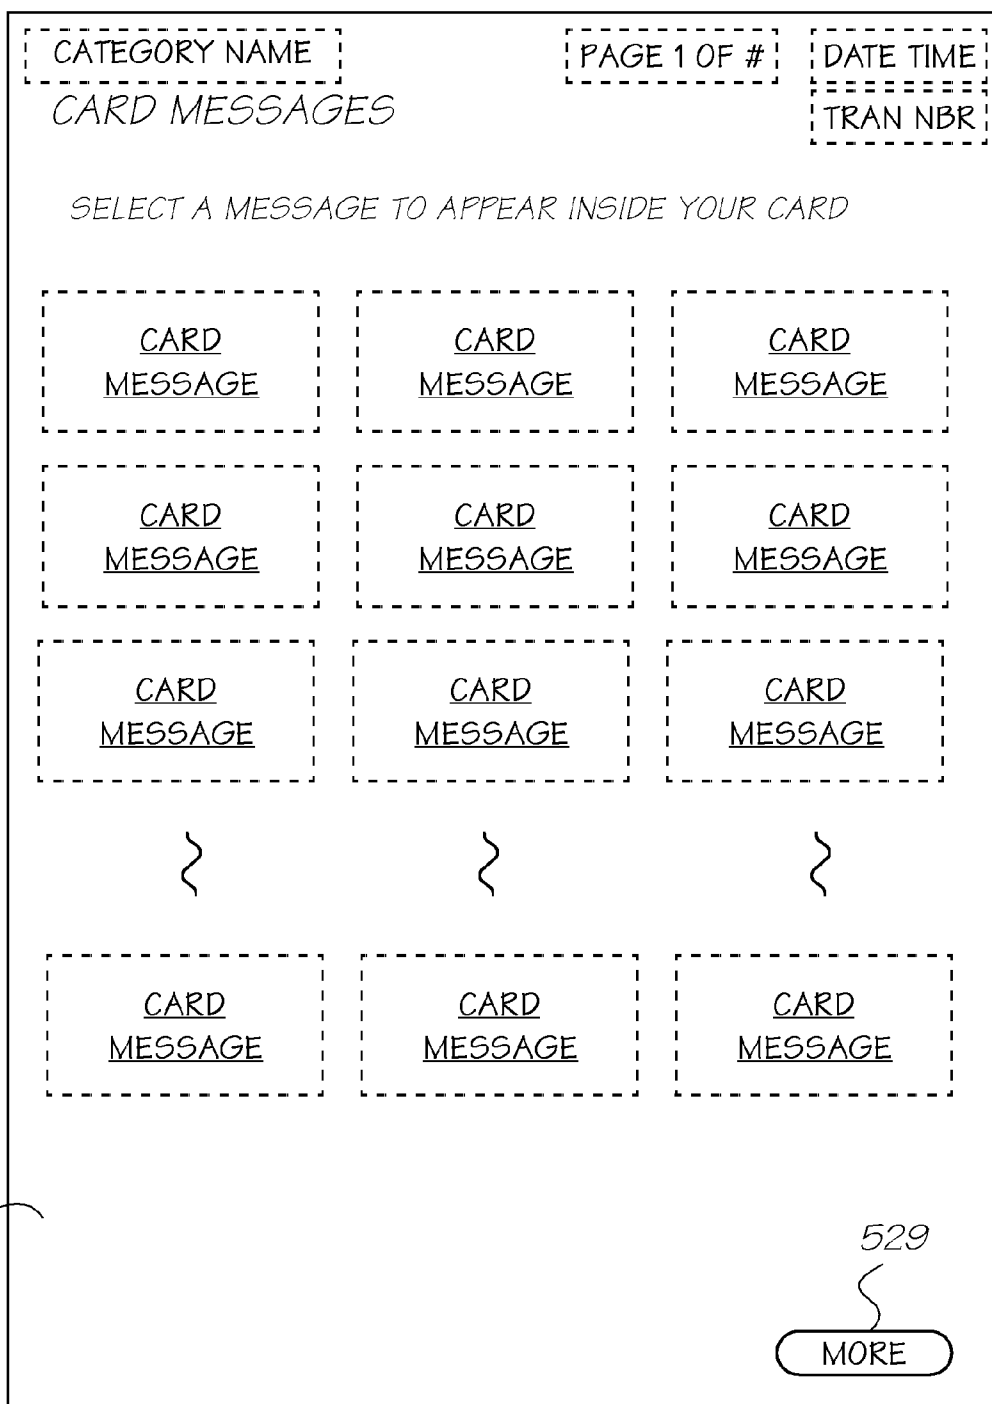 CATEGORY NAME PAGE 1 OF # DATE TIME
CARD MESSAGES TRAN NBR
SELECT A MESSAGE TO APPEAR INSIDE YOUR CARD
CARD CARD CARD
MESSAGE MESSAGE MESSAGE
CARD CARD CARD
MESSAGE MESSAGE MESSAGE
CARD CARD CARD
MESSAGE MESSAGE MESSAGE
CARD CARD CARD
MESSAGE MESSAGE MESSAGE
529
MORE